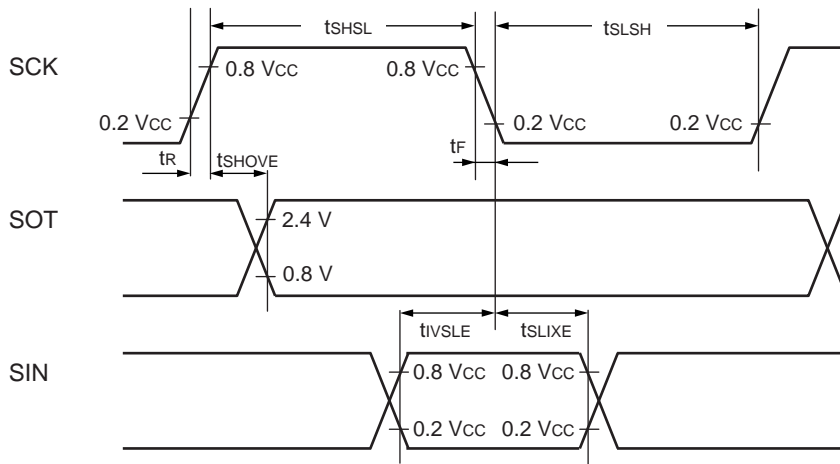 tSHSL
tSLSH
SCK
0.8 VCC
0.8 VCC
0.2 VCC
0.2 VCC
0.2 VCC
tR
tSHOVE
tF
SOT
2.4 V
0.8 V
tIVSLE
tSLIXE
SIN
0.8 VCC
0.8 VCC
0.2 VCC
0.2 VCC